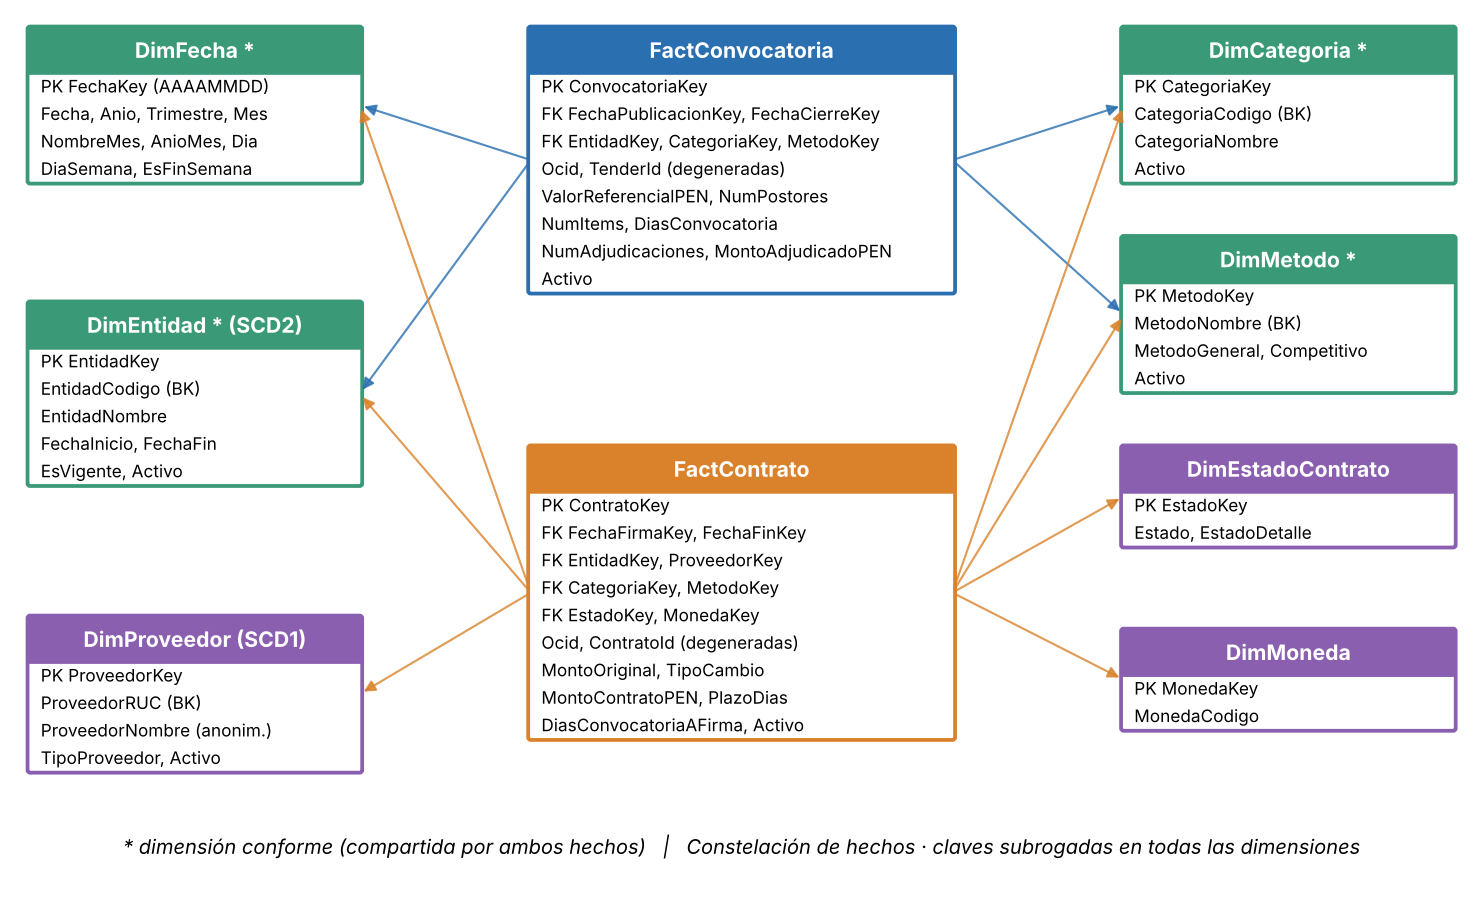 DimFecha *
PK FechaKey (AAAAMMDD)
Fecha, Anio, Trimestre, Mes
NombreMes, AnioMes, Dia
DiaSemana, EsFinSemana
FactConvocatoria
PK ConvocatoriaKey
FK FechaPublicacionKey, FechaCierreKey
FK EntidadKey, CategoriaKey, MetodoKey
Ocid, TenderId (degeneradas)
ValorReferencialPEN, NumPostores
NumItems, DiasConvocatoria
NumAdjudicaciones, MontoAdjudicadoPEN
Activo
DimCategoria *
PK CategoriaKey
CategoriaCodigo (BK)
CategoriaNombre
Activo
DimMetodo *
PK MetodoKey
MetodoNombre (BK)
MetodoGeneral, Competitivo
Activo
DimEntidad * (SCD2)
PK EntidadKey
EntidadCodigo (BK)
EntidadNombre
FechaInicio, FechaFin
EsVigente, Activo
FactContrato
PK ContratoKey
FK FechaFirmaKey, FechaFinKey
FK EntidadKey, ProveedorKey
FK CategoriaKey, MetodoKey
FK EstadoKey, MonedaKey
Ocid, ContratoId (degeneradas)
MontoOriginal, TipoCambio
MontoContratoPEN, PlazoDias
DiasConvocatoriaAFirma, Activo
DimEstadoContrato
PK EstadoKey
Estado, EstadoDetalle
DimProveedor (SCD1)
PK ProveedorKey
ProveedorRUC (BK)
ProveedorNombre (anonim.)
TipoProveedor, Activo
DimMoneda
PK MonedaKey
MonedaCodigo
* dimensión conforme (compartida por ambos hechos) | Constelación de hechos · claves subrogadas en todas las dimensiones